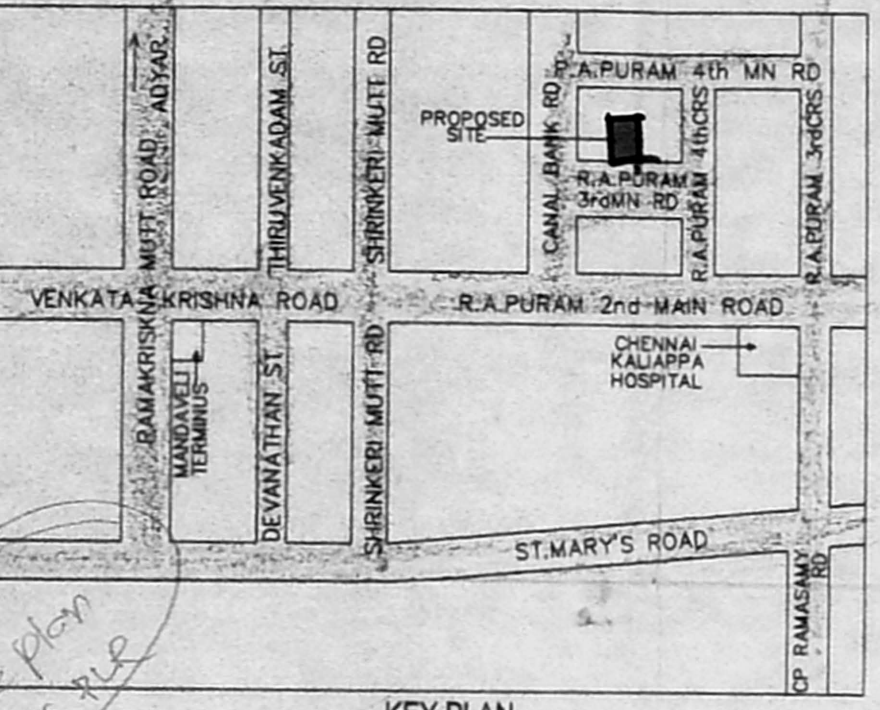 ADYAR
RAMAKRISKNA MUTT ROAD
THIRUVENKADAM ST.
SHRINKERI MUTT RD
CANAL BANK RD
R.A.PURAM 4th MN RD
PROPOSED
SITE
R.A.PURAM
3rdMN RD
R.A.PURAM 4thCRS
R.A.PURAM 3rdCRS
VENKATA KRISHNA ROAD
R.A.PURAM 2nd MAIN ROAD
MANDAVELI
TERMINUS
DEVANATHAN ST.
SHRINKERI MUTT RD
CHENNAI
KALIAPPA
HOSPITAL
ST.MARY'S ROAD
CP RAMASAMY
RD
plan
KEY PLAN